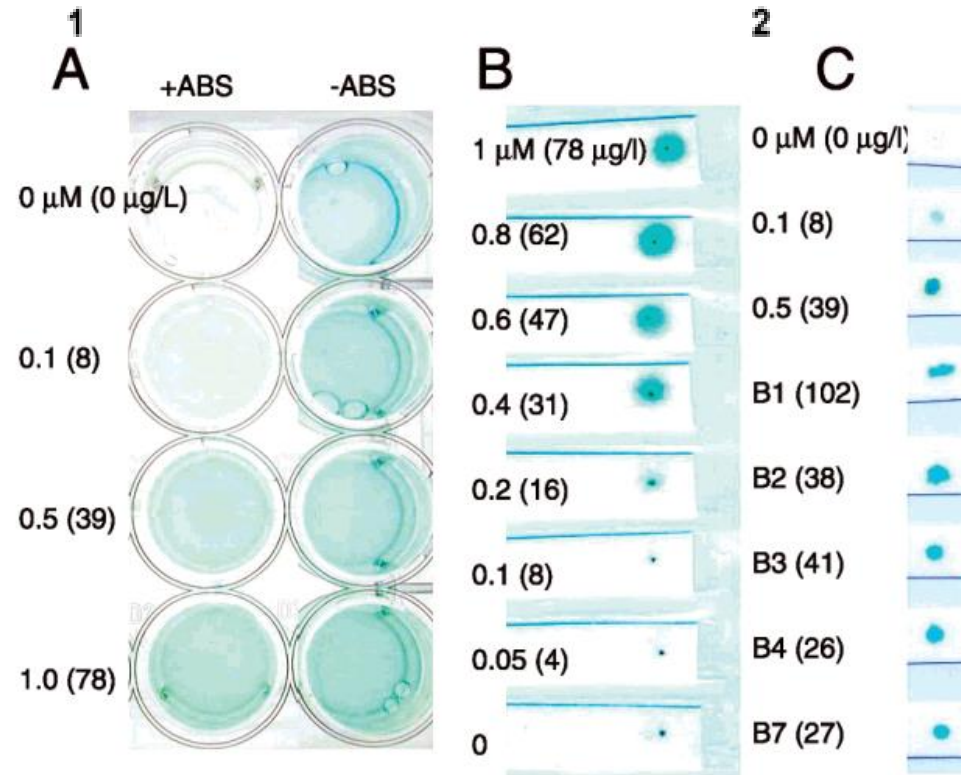 1
A
+ABS -ABS
0 μM (0 μg/L)
0.1 (8)
0.5 (39)
1.0 (78)
B
1 μM (78 μg/l)
0.8 (62)
0.6 (47)
0.4 (31)
0.2 (16)
0.1 (8)
0.05 (4)
0
2
C
0 μM (0 μg/l)
0.1 (8)
0.5 (39)
B1 (102)
B2 (38)
B3 (41)
B4 (26)
B7 (27)